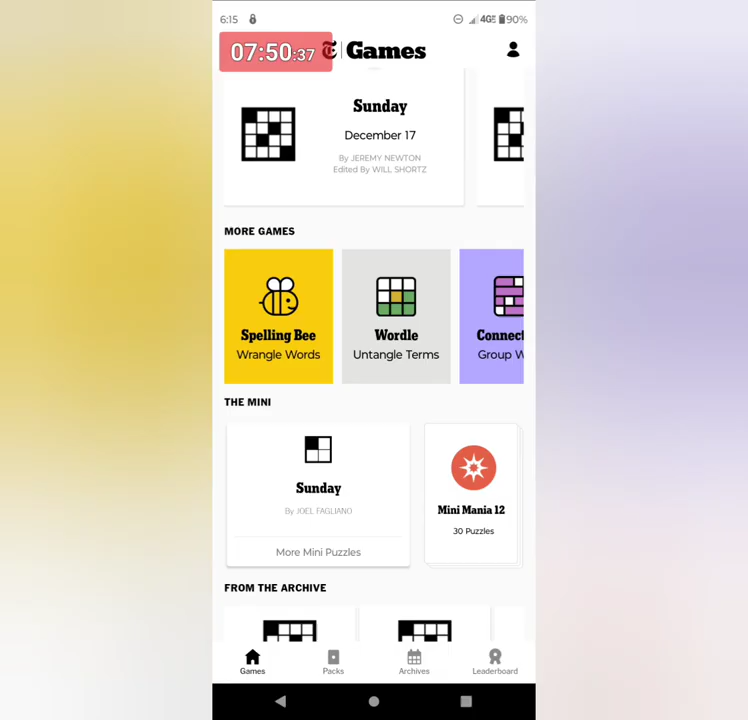 6:15
4GE 90%
07:50:37
T Games
Sunday
December 17
By JEREMY NEWTON
Edited By WILL SHORTZ
MORE GAMES
Spelling Bee
Wrangle Words
Wordle
Untangle Terms
Connect
Group W
THE MINI
Sunday
By JOEL FAGLIANO
More Mini Puzzles
Mini Mania 12
30 Puzzles
FROM THE ARCHIVE
Games
Packs
Archives
Leaderboard